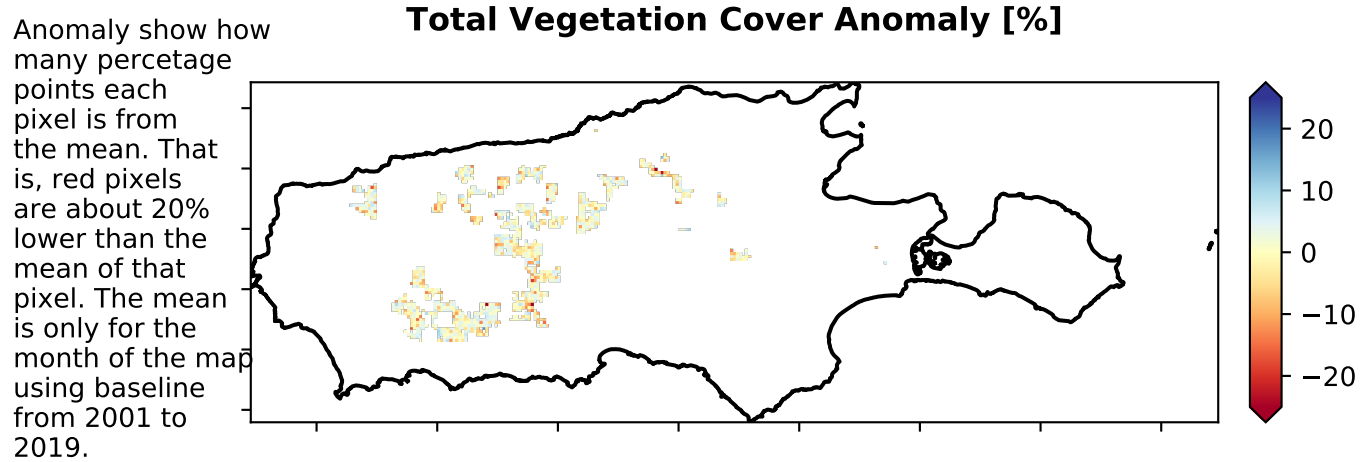 Total Vegetation Cover Anomaly [%]
Anomaly show how
many percetage
points each
pixel is from
the mean. That
is, red pixels
are about 20%
lower than the
mean of that
pixel. The mean
is only for the
month of the map
using baseline
from 2001 to
2019.
20
10
0
−10
−20